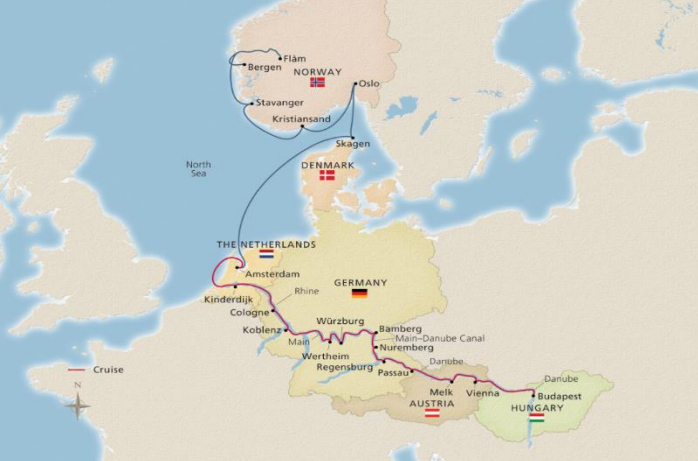 Flåm
Bergen
NORWAY
Oslo
Stavanger
Kristiansand
Skagen
North
Sea
DENMARK
THE NETHERLANDS
Amsterdam
GERMANY
Kinderdijk
Rhine
Cologne
Würzburg
Koblenz
Bamberg
Main
Main–Danube Canal
Nuremberg
Wertheim
Regensburg
Danube
Passau
Cruise
Danube
N
Melk
Vienna
Budapest
AUSTRIA
HUNGARY